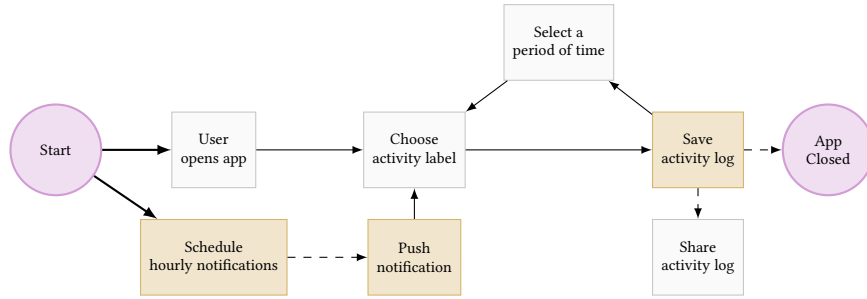 Select a
period of time
Start
User
opens app
Choose
activity label
Save
activity log
App
Closed
Schedule
hourly notifications
Push
notification
Share
activity log